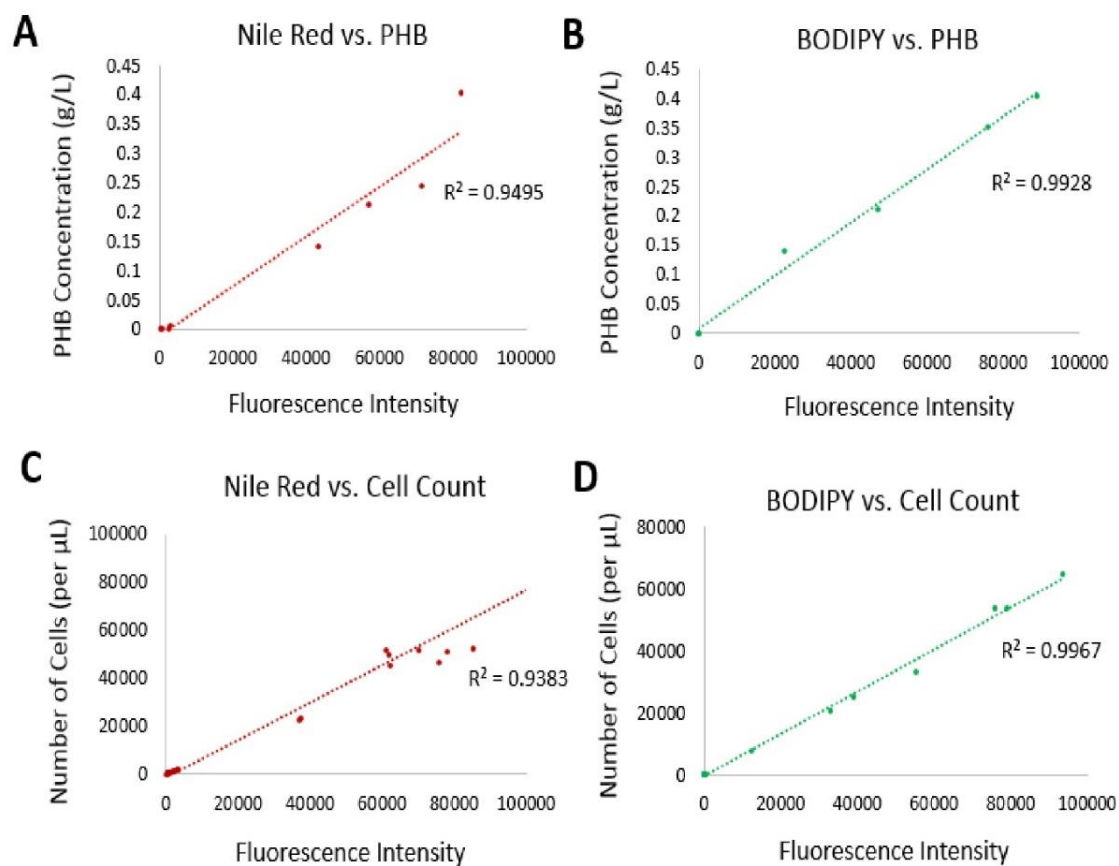 A
Nile Red vs. PHB
PHB Concentration (g/L)
0.45
0.4
0.35
0.3
0.25
0.2
0.15
0.1
0.05
0
R² = 0.9495
0 20000 40000 60000 80000 100000
Fluorescence Intensity
B
BODIPY vs. PHB
PHB Concentration (g/L)
0.45
0.4
0.35
0.3
0.25
0.2
0.15
0.1
0.05
0
R² = 0.9928
0 20000 40000 60000 80000 100000
Fluorescence Intensity
C
Nile Red vs. Cell Count
Number of Cells (per µL)
100000
80000
60000
40000
20000
0
R² = 0.9383
0 20000 40000 60000 80000 100000
Fluorescence Intensity
D
BODIPY vs. Cell Count
Number of Cells (per µL)
80000
60000
40000
20000
0
R² = 0.9967
0 20000 40000 60000 80000 100000
Fluorescence Intensity